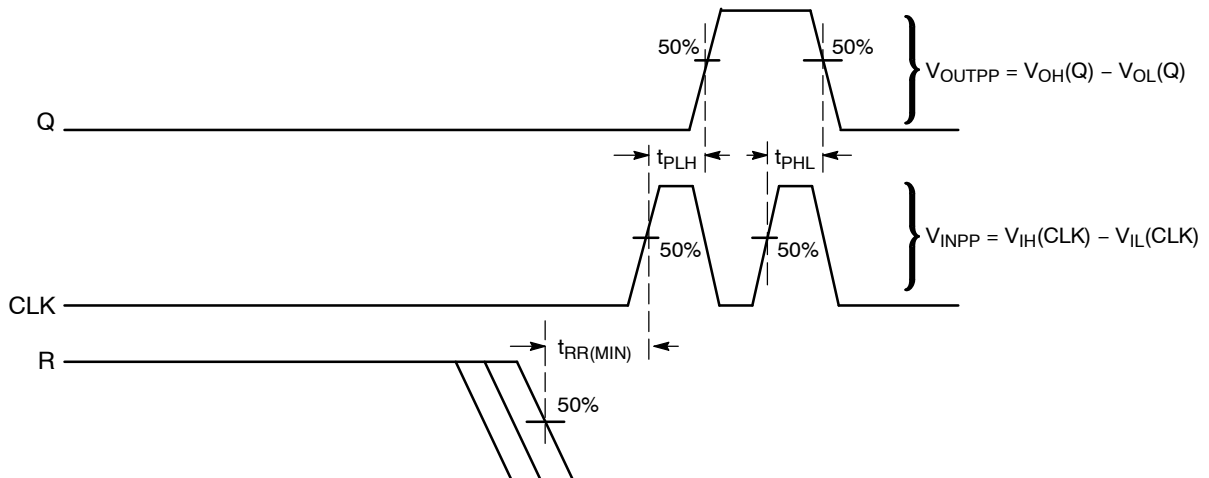 50%
50%
V_OUTPP = V_OH(Q) − V_OL(Q)
Q
t_PLH
t_PHL
50%
50%
V_INPP = V_IH(CLK) − V_IL(CLK)
CLK
t_RR(MIN)
R
50%